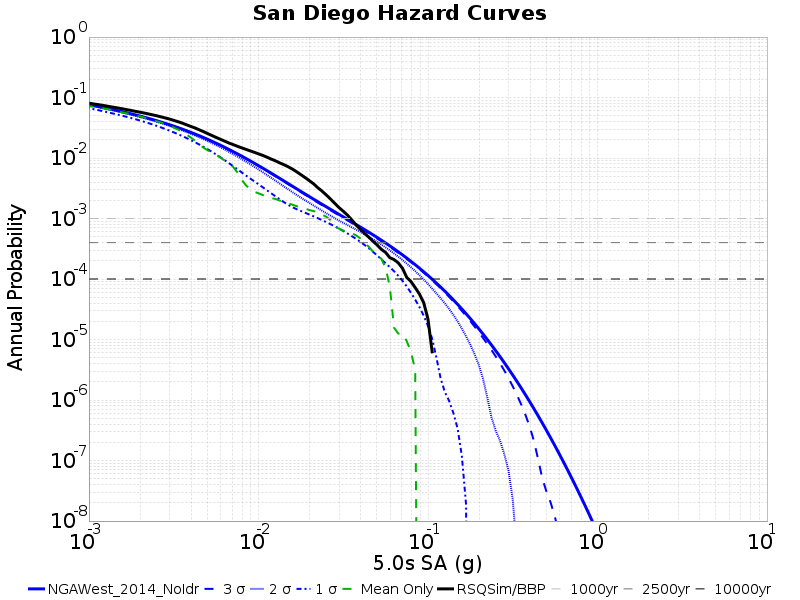 San Diego Hazard Curves
Annual Probability
10^0
10^-1
10^-2
10^-3
10^-4
10^-5
10^-6
10^-7
10^-8
10^-3 10^-2 10^-1 10^0 10^1
5.0s SA (g)
NGAWest_2014_NoIdr 3 σ 2 σ 1 σ Mean Only RSQSim/BBP 1000yr 2500yr 10000yr